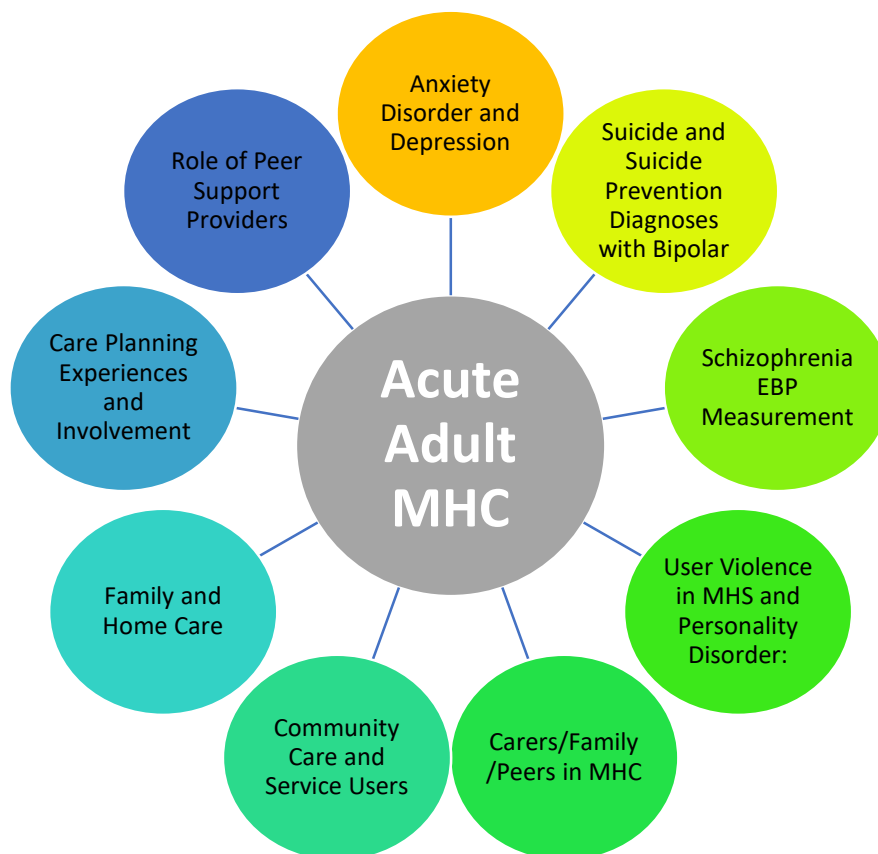 Anxiety
Disorder and
Depression
Suicide and
Suicide
Prevention
Diagnoses
with Bipolar
Schizophrenia
EBP
Measurement
User Violence
in MHS and
Personality
Disorder:
Carers/Family
/Peers in MHC
Community
Care and
Service Users
Family and
Home Care
Care Planning
Experiences
and
Involvement
Role of Peer
Support
Providers
Acute
Adult
MHC